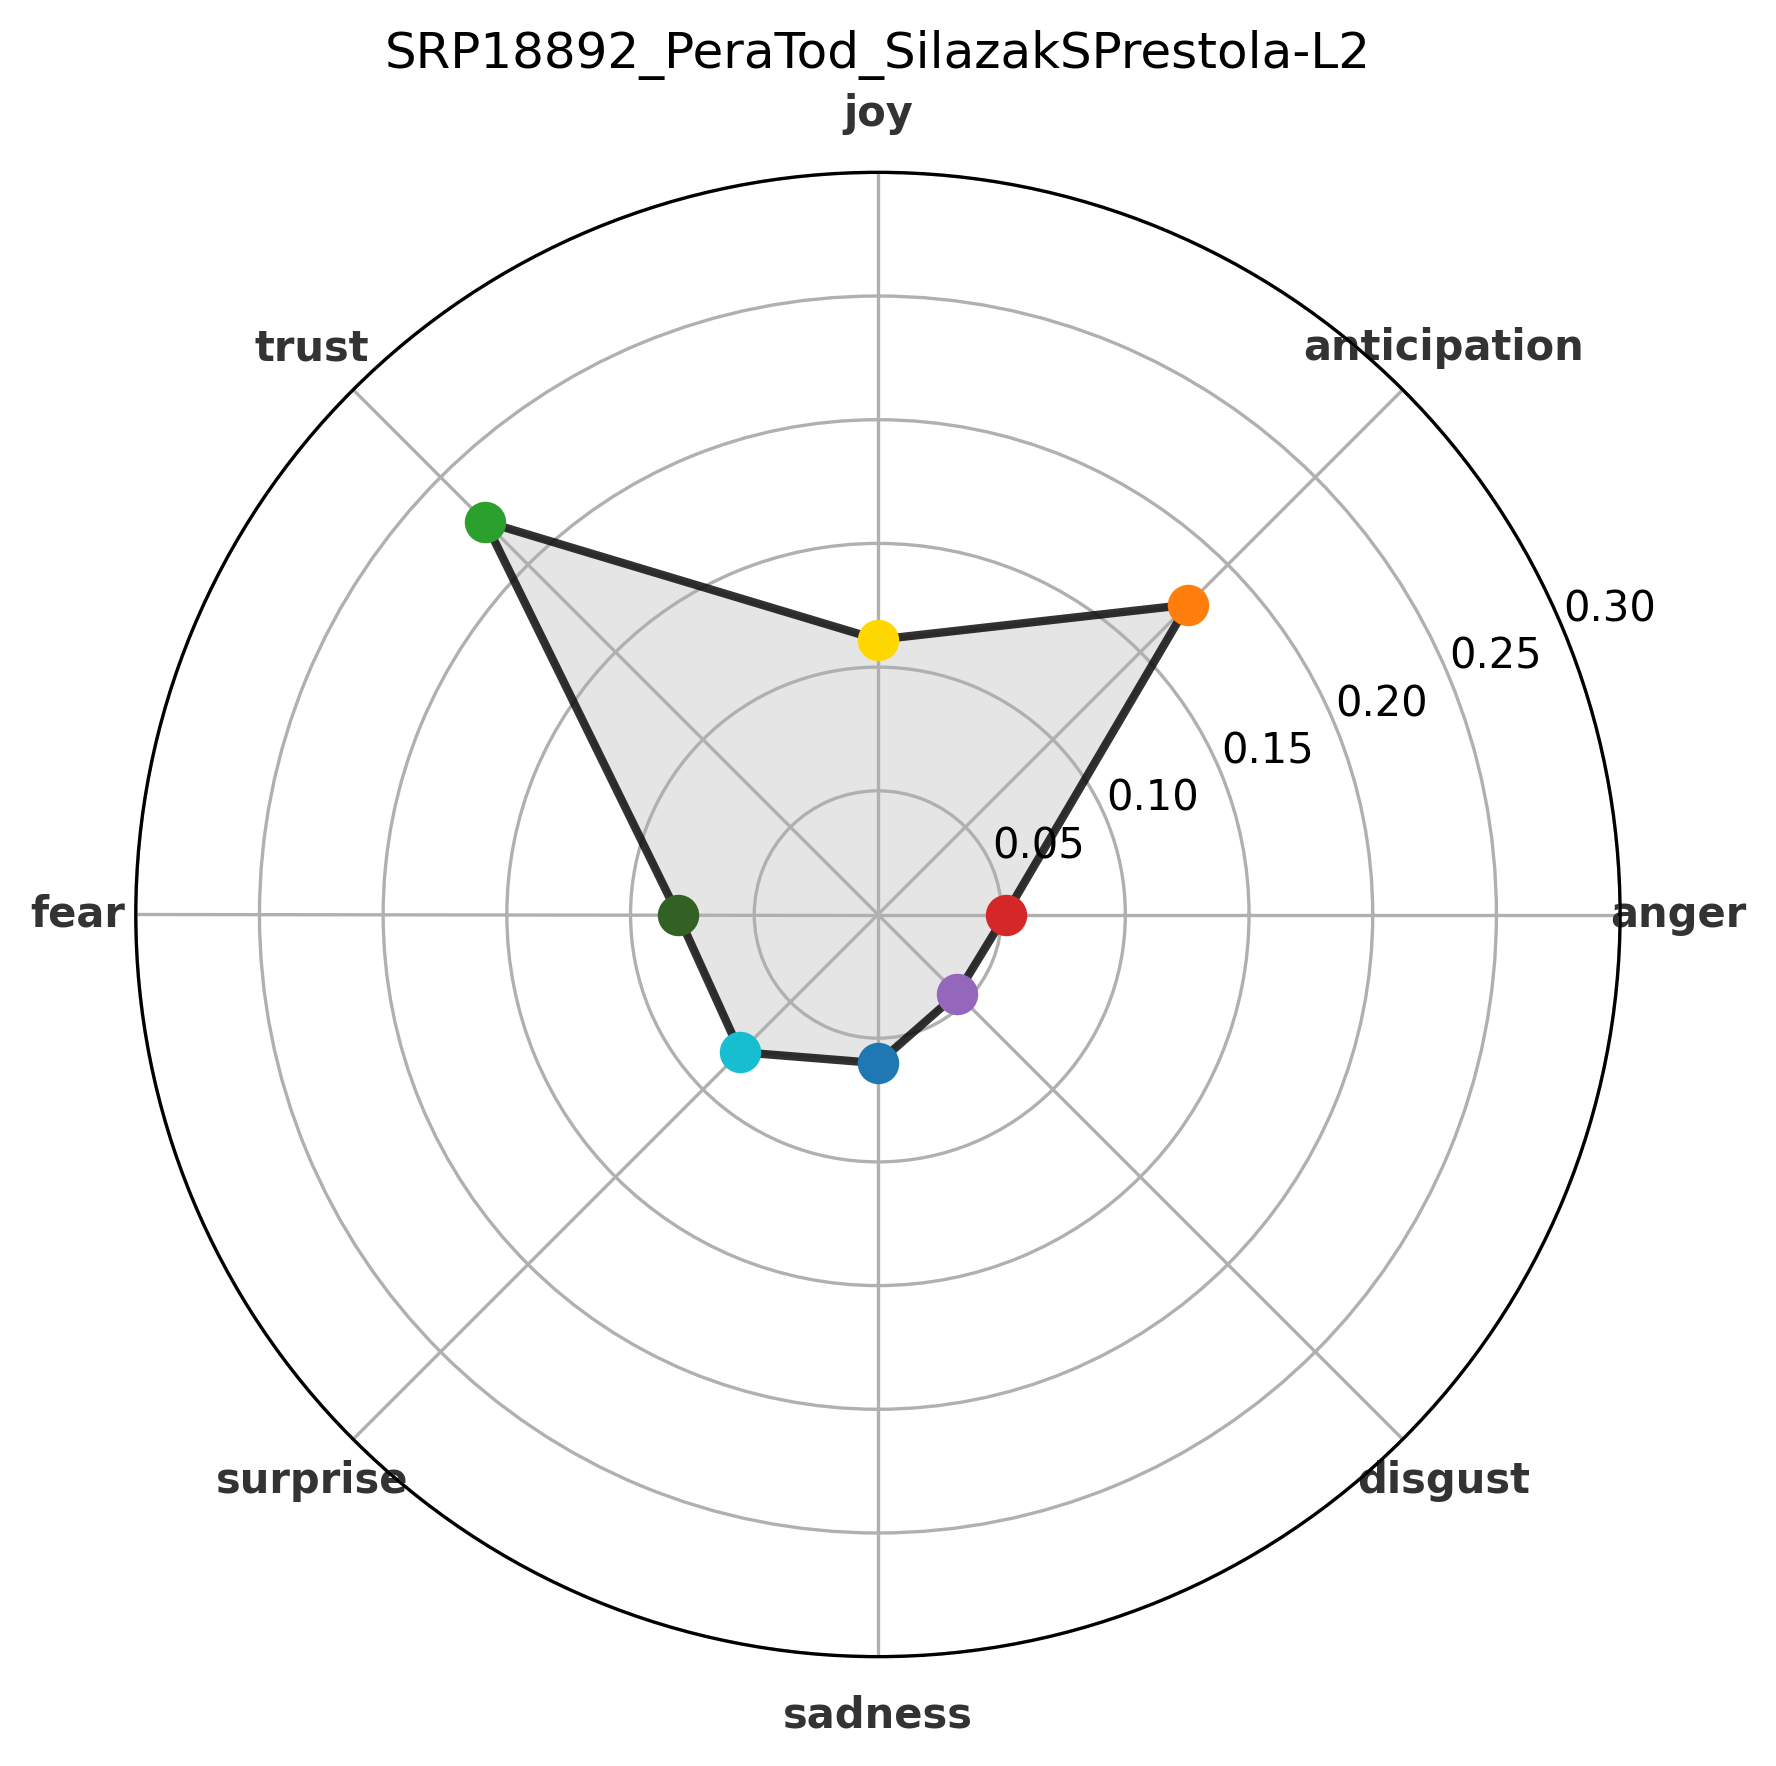 SRP18892_PeraTod_SilazakSPrestola-L2
joy
trust
anticipation
0.30
0.25
0.20
0.15
0.10
0.05
fear
anger
surprise
disgust
sadness